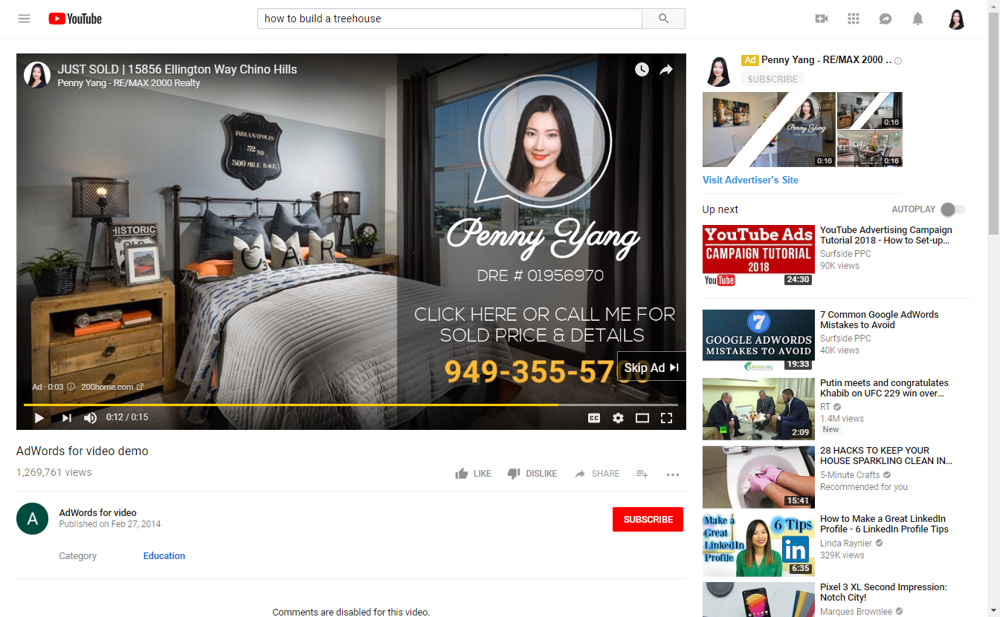 YouTube
how to build a treehouse
JUST SOLD | 15856 Ellington Way Chino Hills
Penny Yang - RE/MAX 2000 Realty
INDIANAPOLIS
52 ND
500 MILE RACE
HISTORIC
C 3 A R
Penny Yang
DRE # 01956970
CLICK HERE OR CALL ME FOR
SOLD PRICE & DETAILS
949-355-5700
Skip Ad
Ad · 0:03 200home.com
0:12 / 0:15
CC
AdWords for video demo
1,269,761 views
LIKE DISLIKE SHARE
A
AdWords for video
Published on Feb 27, 2014
SUBSCRIBE
Category Education
Comments are disabled for this video.
Ad Penny Yang - RE/MAX 2000 ...
SUBSCRIBE
Penny Yang
0:16
0:16
0:16
Visit Advertiser's Site
Up next AUTOPLAY
YouTube Ads
CAMPAIGN TUTORIAL
2018
YouTube
24:30
YouTube Advertising Campaign
Tutorial 2018 - How to Set-up...
Surfside PPC
90K views
7
GOOGLE ADWORDS
MISTAKES TO AVOID
SURFSIDE PPC
19:33
7 Common Google AdWords
Mistakes to Avoid
Surfside PPC
40K views
2:09
Putin meets and congratulates
Khabib on UFC 229 win over...
RT
1.4M views
New
15:41
28 HACKS TO KEEP YOUR
HOUSE SPARKLING CLEAN IN...
5-Minute Crafts
Recommended for you
Make a
Great
LinkedIn
Profile
6 Tips
in
6:35
How to Make a Great LinkedIn
Profile - 6 LinkedIn Profile Tips
Linda Raynier
329K views
Pixel 3 XL Second Impression:
Notch City!
Marques Brownlee